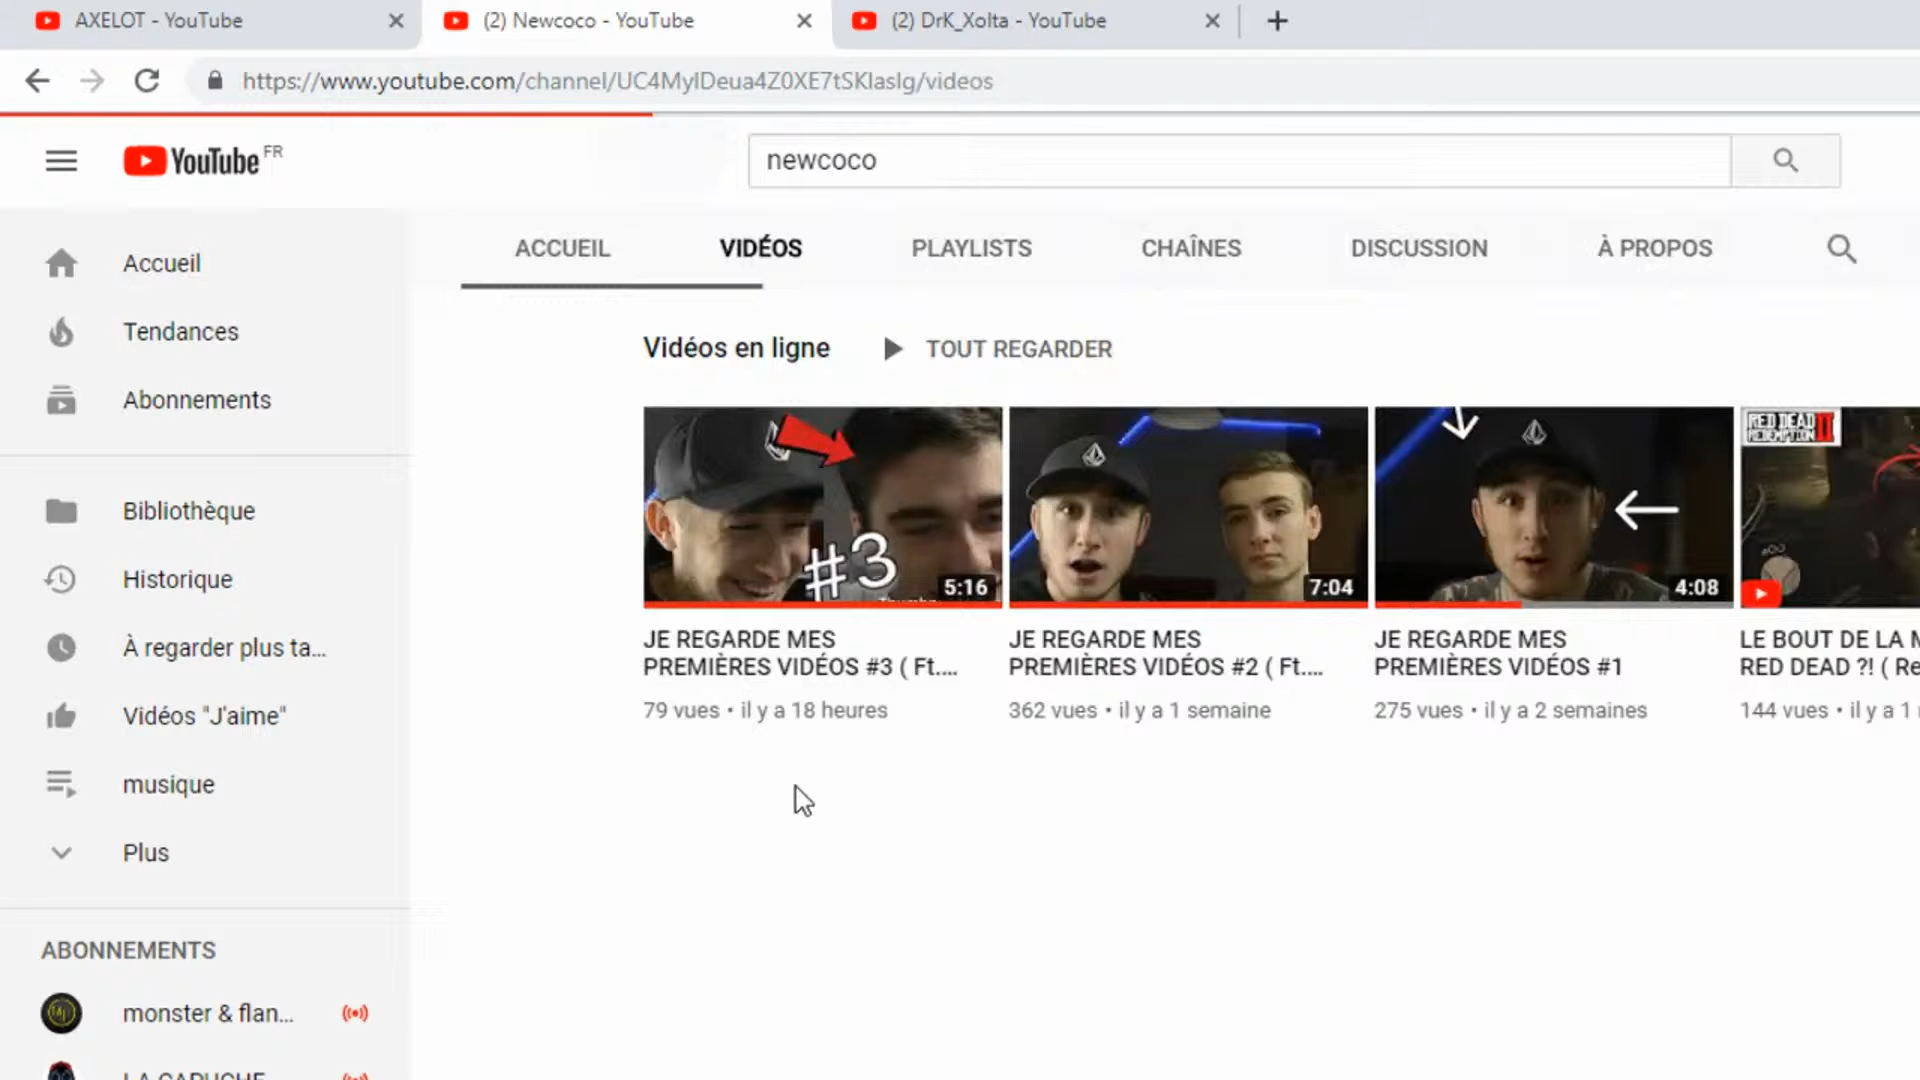 AXELOT - YouTube
(2) Newcoco - YouTube
(2) DrK_Xolta - YouTube
https://www.youtube.com/channel/UC4MyIDeua4Z0XE7tSKIasIg/videos
YouTube FR
newcoco
ACCUEIL
VIDÉOS
PLAYLISTS
CHAÎNES
DISCUSSION
À PROPOS
Accueil
Tendances
Abonnements
Bibliothèque
Historique
À regarder plus ta...
Vidéos "J'aime"
musique
Plus
ABONNEMENTS
monster & flan...
LA CAPUCHE
Vidéos en ligne
TOUT REGARDER
#3
5:16
JE REGARDE MES
PREMIÈRES VIDÉOS #3 ( Ft....
79 vues • il y a 18 heures
7:04
JE REGARDE MES
PREMIÈRES VIDÉOS #2 ( Ft....
362 vues • il y a 1 semaine
4:08
JE REGARDE MES
PREMIÈRES VIDÉOS #1
275 vues • il y a 2 semaines
RED DEAD
REDEMPTION II
LE BOUT DE LA M
RED DEAD ?! ( Re
144 vues • il y a 1